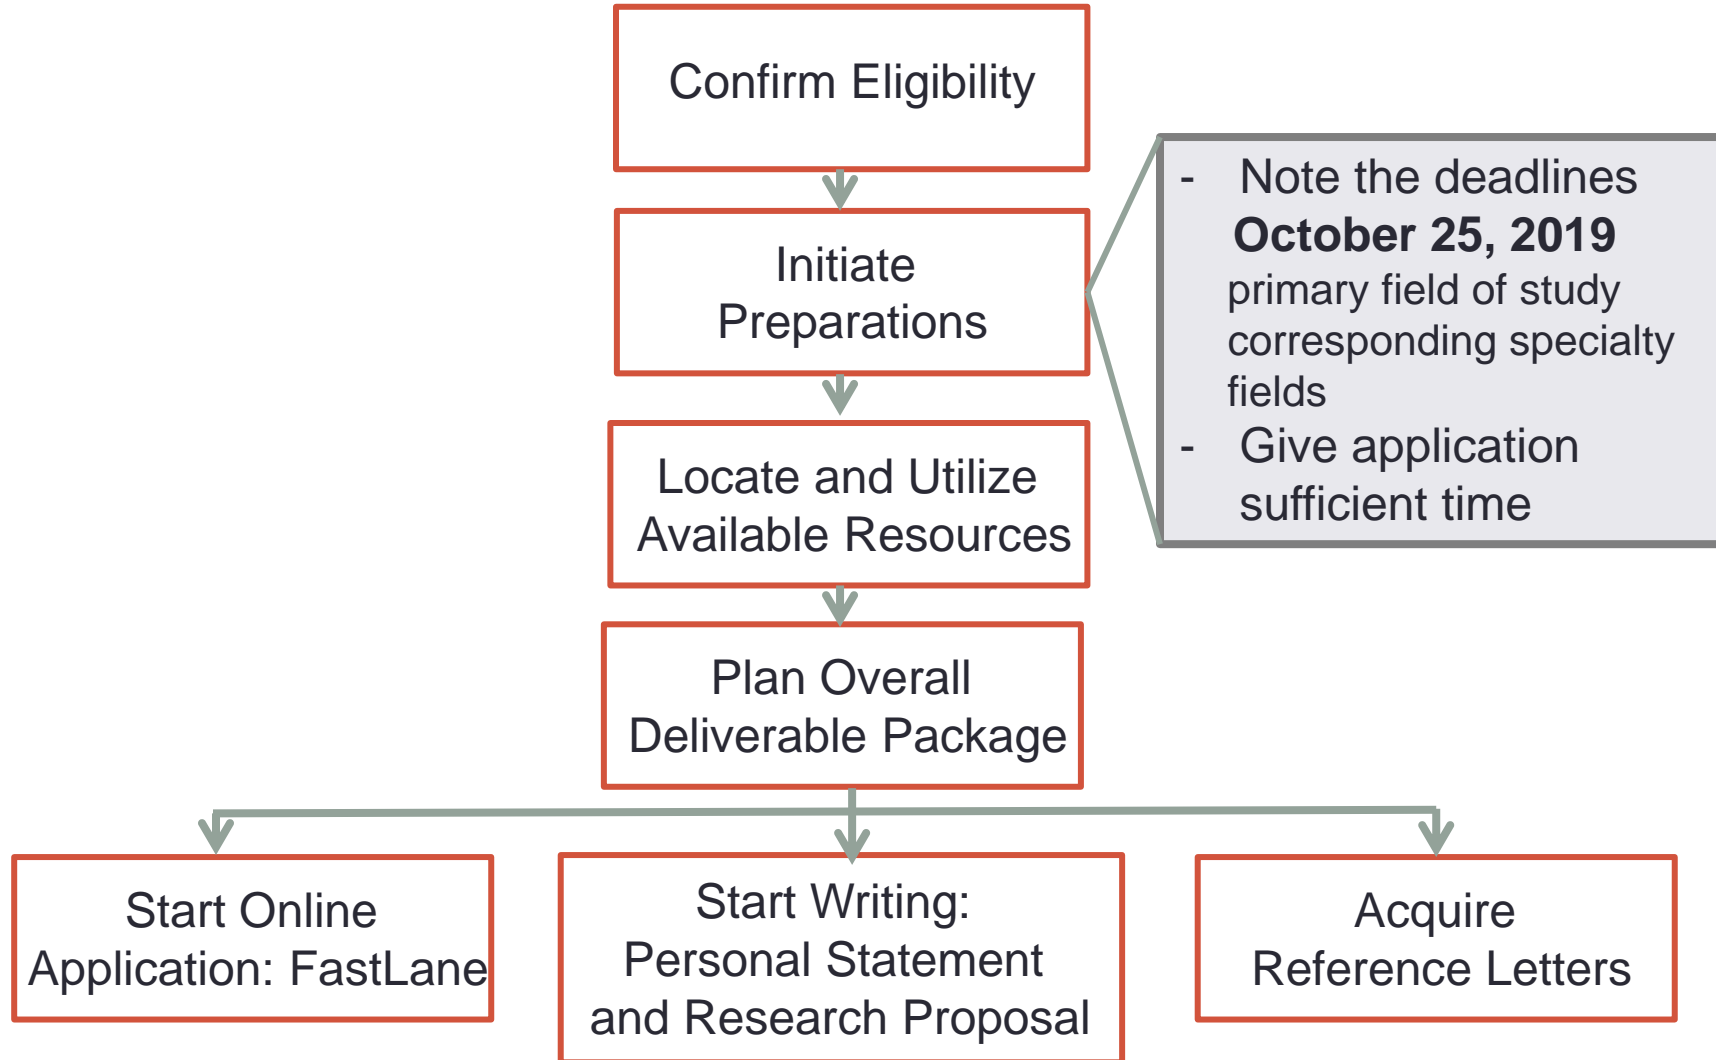 Confirm Eligibility
Initiate
Preparations
- Note the deadlines
October 25, 2019
primary field of study
corresponding specialty
fields
- Give application
sufficient time
Locate and Utilize
Available Resources
Plan Overall
Deliverable Package
Start Online
Application: FastLane
Start Writing:
Personal Statement
and Research Proposal
Acquire
Reference Letters